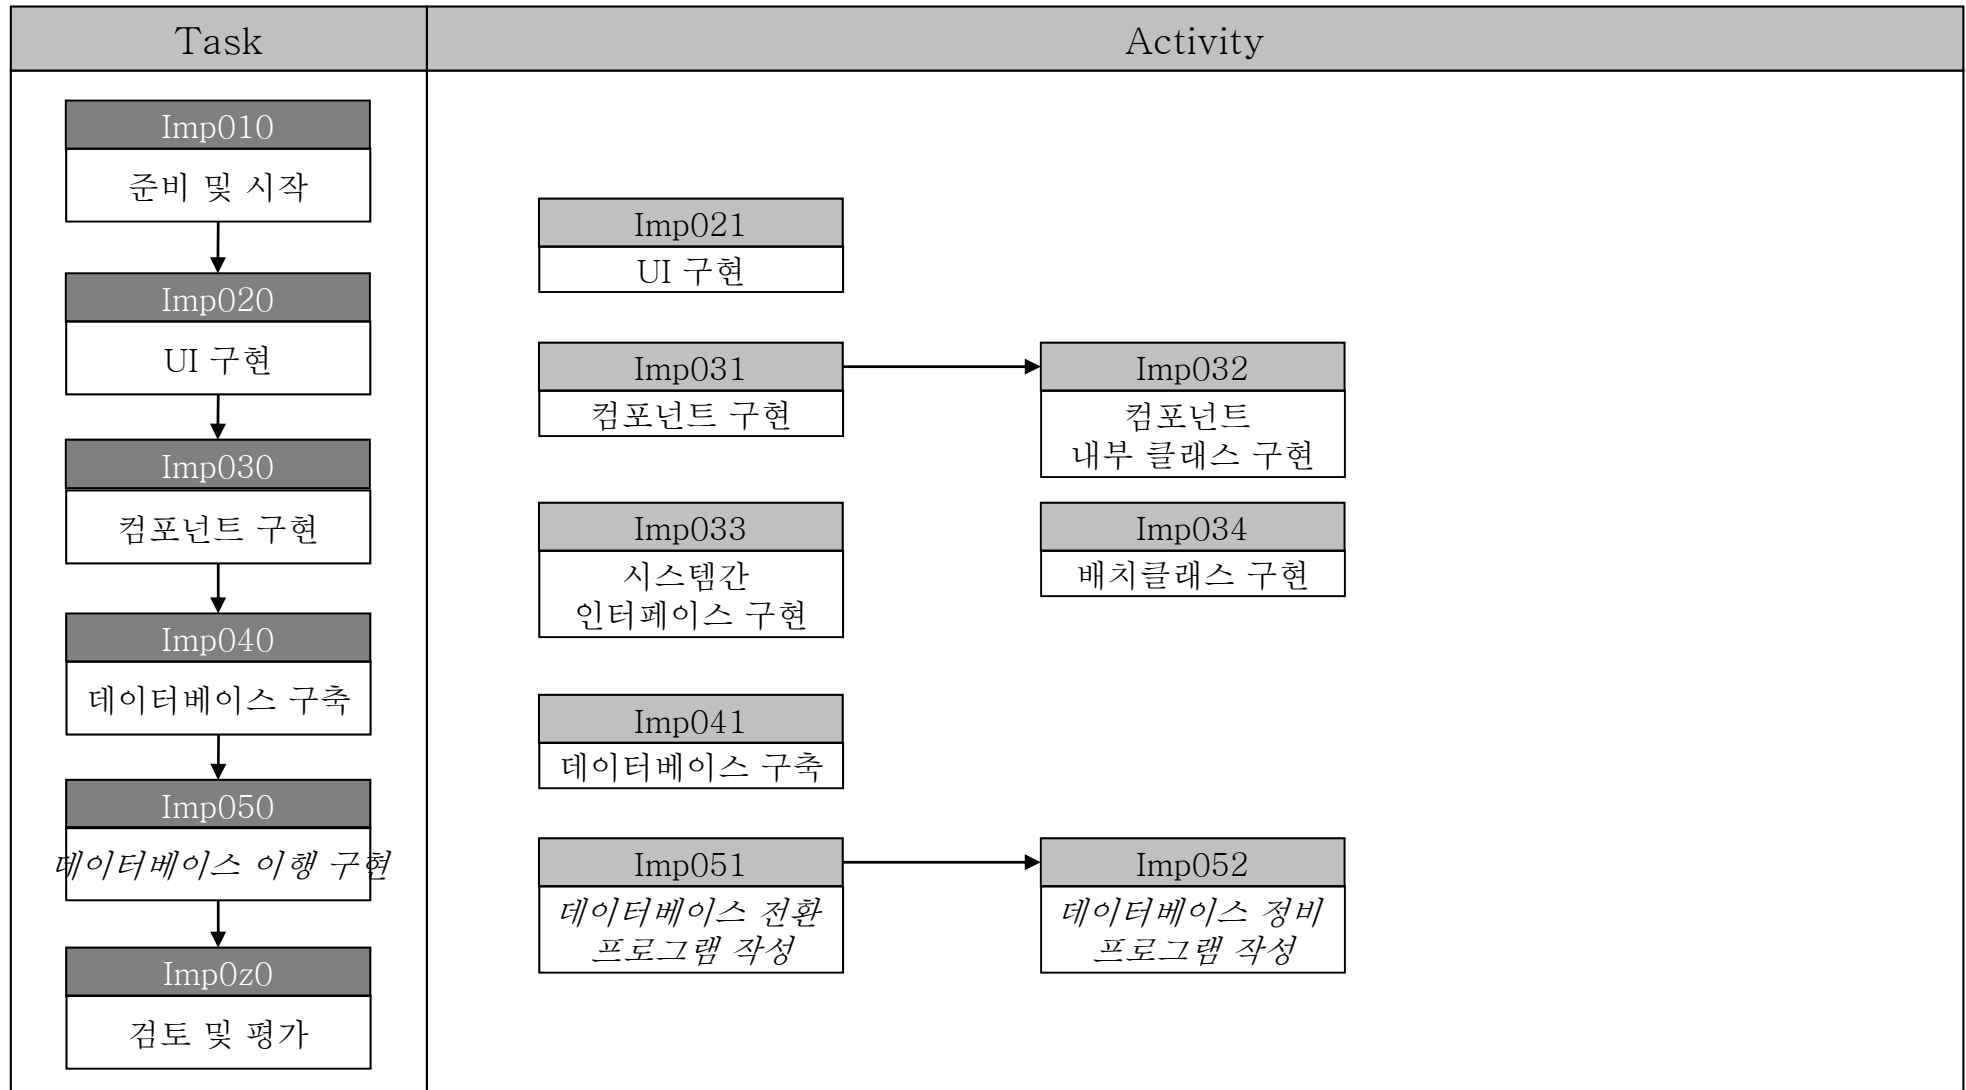 Task
Activity
Imp010
준비 및 시작
Imp020
UI 구현
Imp030
컴포넌트 구현
Imp040
데이터베이스 구축
Imp050
데이터베이스 이행 구현
Imp0z0
검토 및 평가
Imp021
UI 구현
Imp031
컴포넌트 구현
Imp032
컴포넌트
내부 클래스 구현
Imp033
시스템간
인터페이스 구현
Imp034
배치클래스 구현
Imp041
데이터베이스 구축
Imp051
데이터베이스 전환
프로그램 작성
Imp052
데이터베이스 정비
프로그램 작성